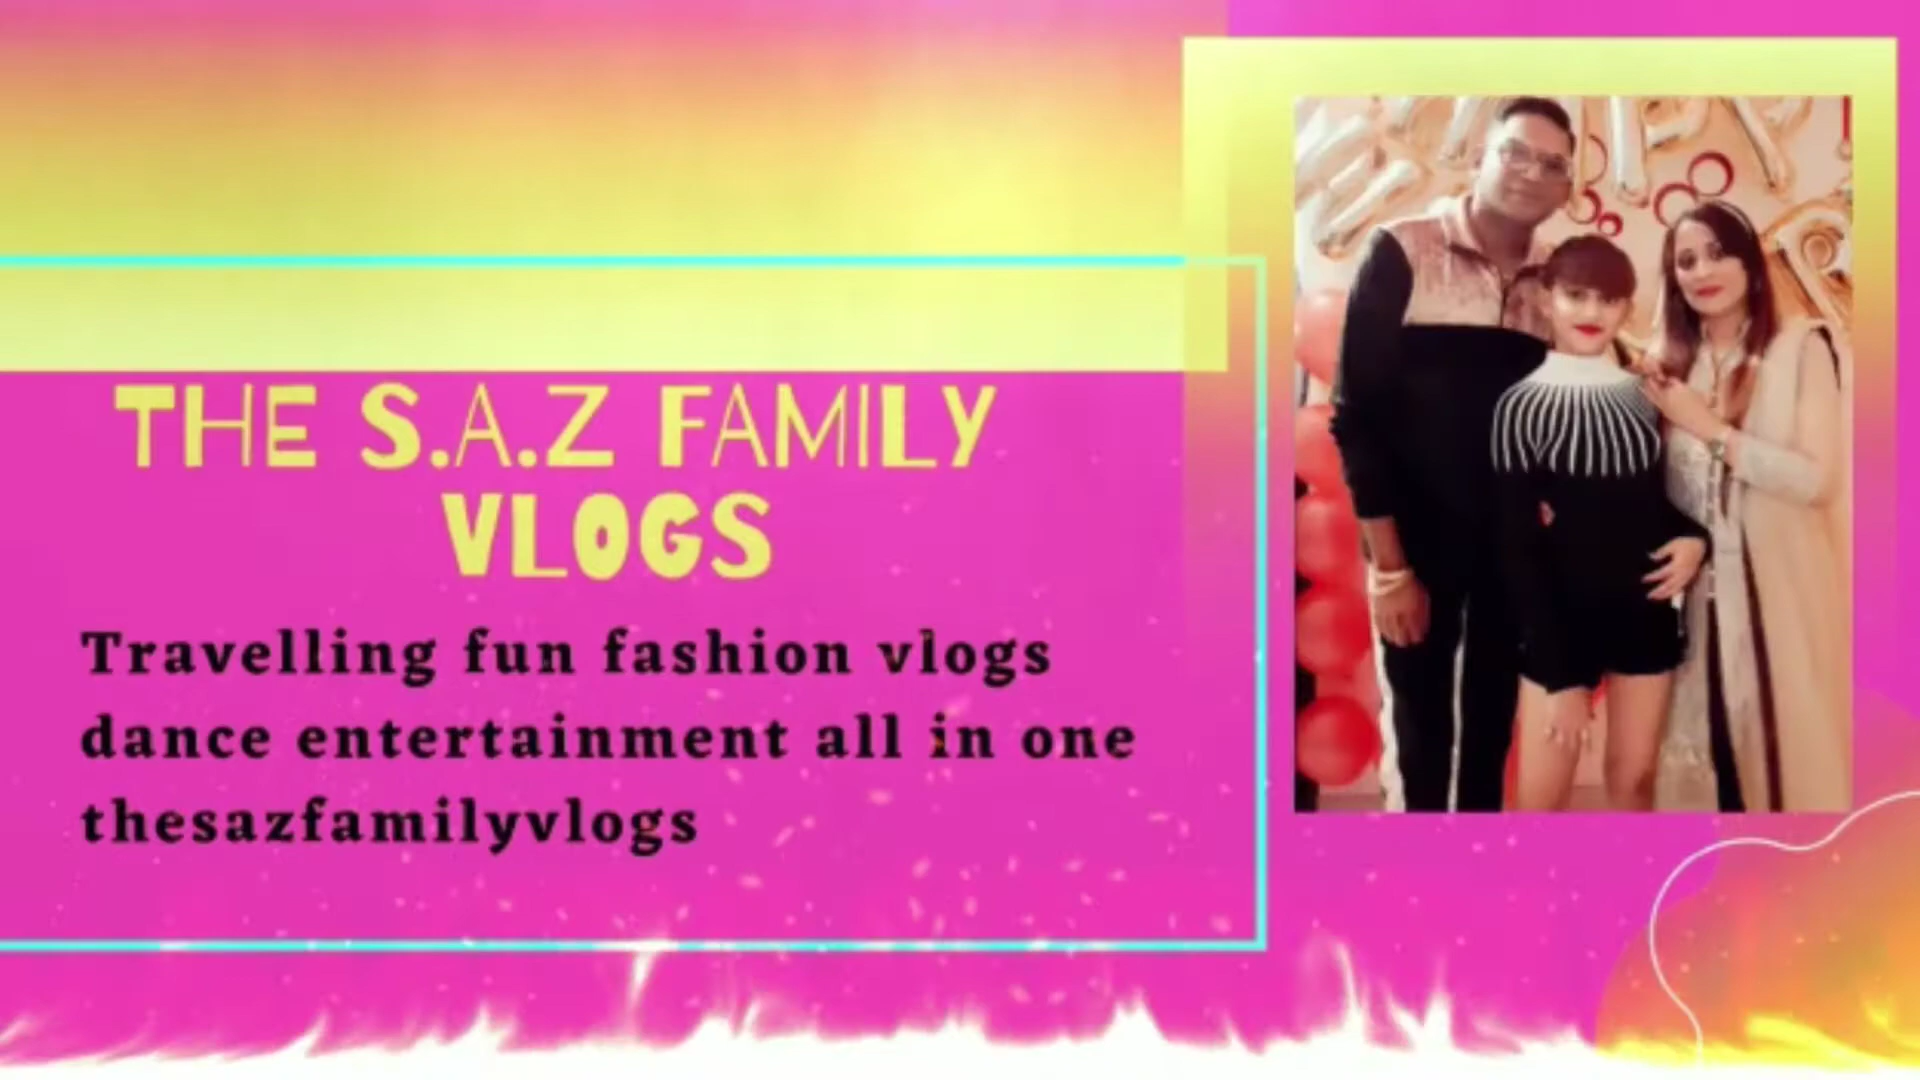 THE S.A.Z FAMILY
VLOGS
Travelling fun fashion vlogs
dance entertainment all in one
thesazfamilyvlogs